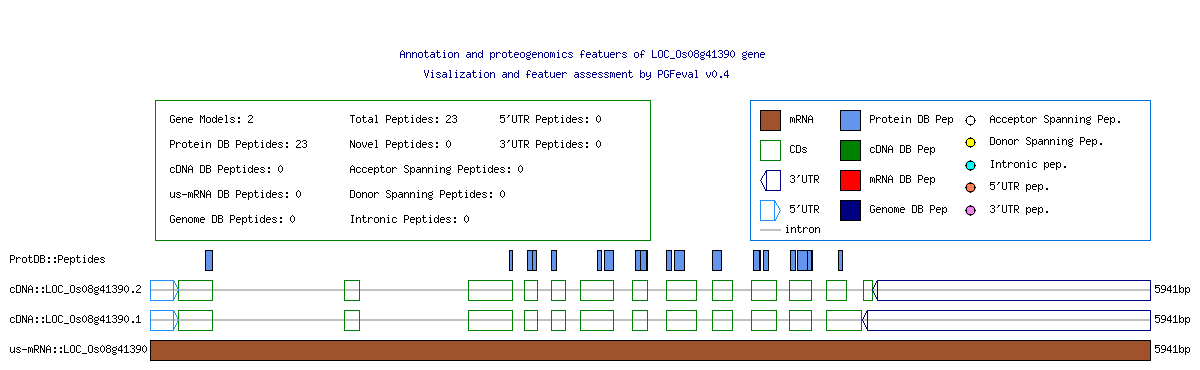 Annotation and proteogenomics featuers of LOC_Os08g41390 gene
Visalization and featuer assessment by PGFeval v0.4
Gene Models: 2
Total Peptides: 23
5'UTR Peptides: 0
Protein DB Peptides: 23
Novel Peptides: 0
3'UTR Peptides: 0
cDNA DB Peptides: 0
Acceptor Spanning Peptides: 0
us-mRNA DB Peptides: 0
Donor Spanning Peptides: 0
Genome DB Peptides: 0
Intronic Peptides: 0
mRNA
Protein DB Pep
Acceptor Spanning Pep.
CDs
cDNA DB Pep
Donor Spanning Pep.
3'UTR
mRNA DB Pep
Intronic pep.
5'UTR
Genome DB Pep
5'UTR pep.
3'UTR pep.
intron
ProtDB::Peptides
cDNA::LOC_Os08g41390.2
5941bp
cDNA::LOC_Os08g41390.1
5941bp
us-mRNA::LOC_Os08g41390
5941bp